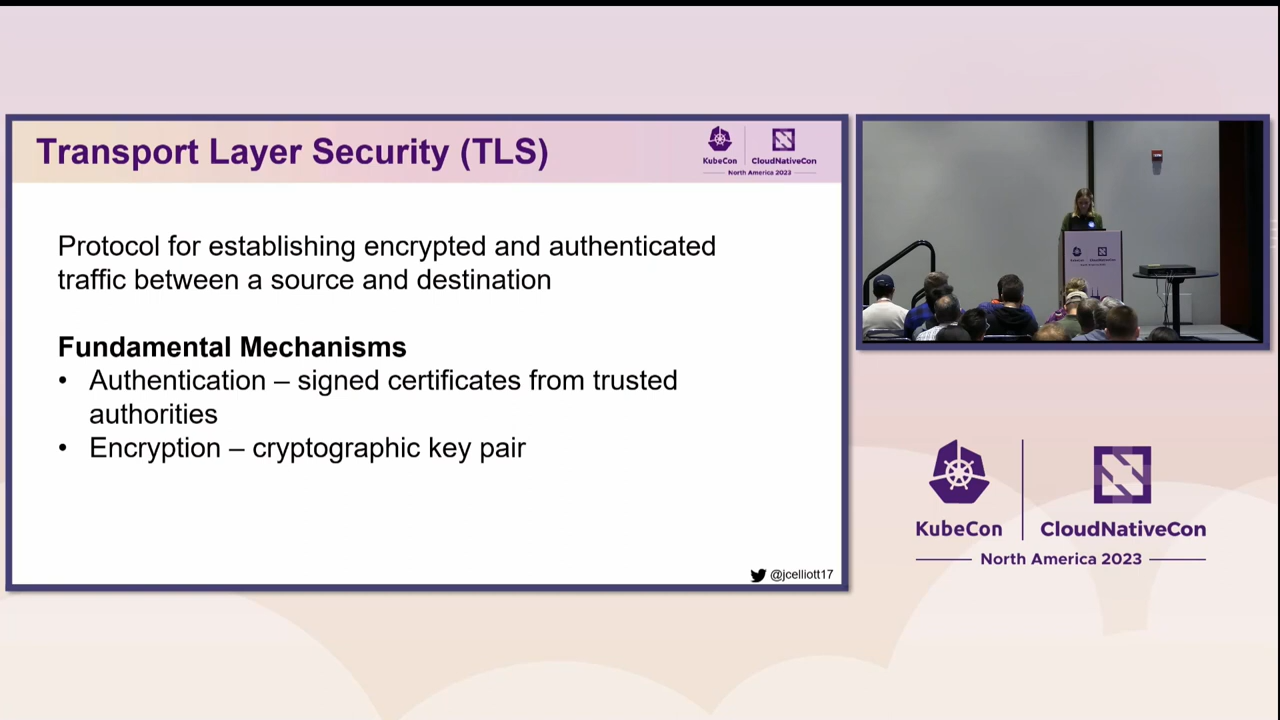 Transport Layer Security (TLS)
KubeCon
CloudNativeCon
North America 2023
Protocol for establishing encrypted and authenticated
traffic between a source and destination
Fundamental Mechanisms
• Authentication – signed certificates from trusted
authorities
• Encryption – cryptographic key pair
@jcelliott17
KubeCon
CloudNativeCon
North America 2023